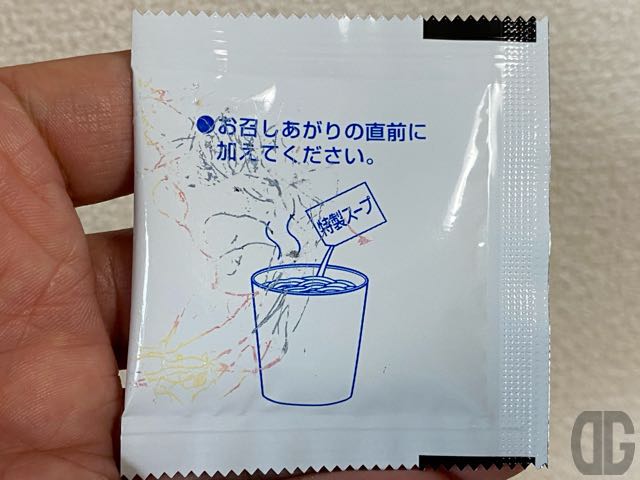 ●お召しあがりの直前に
加えてください。
特製スープ
DG